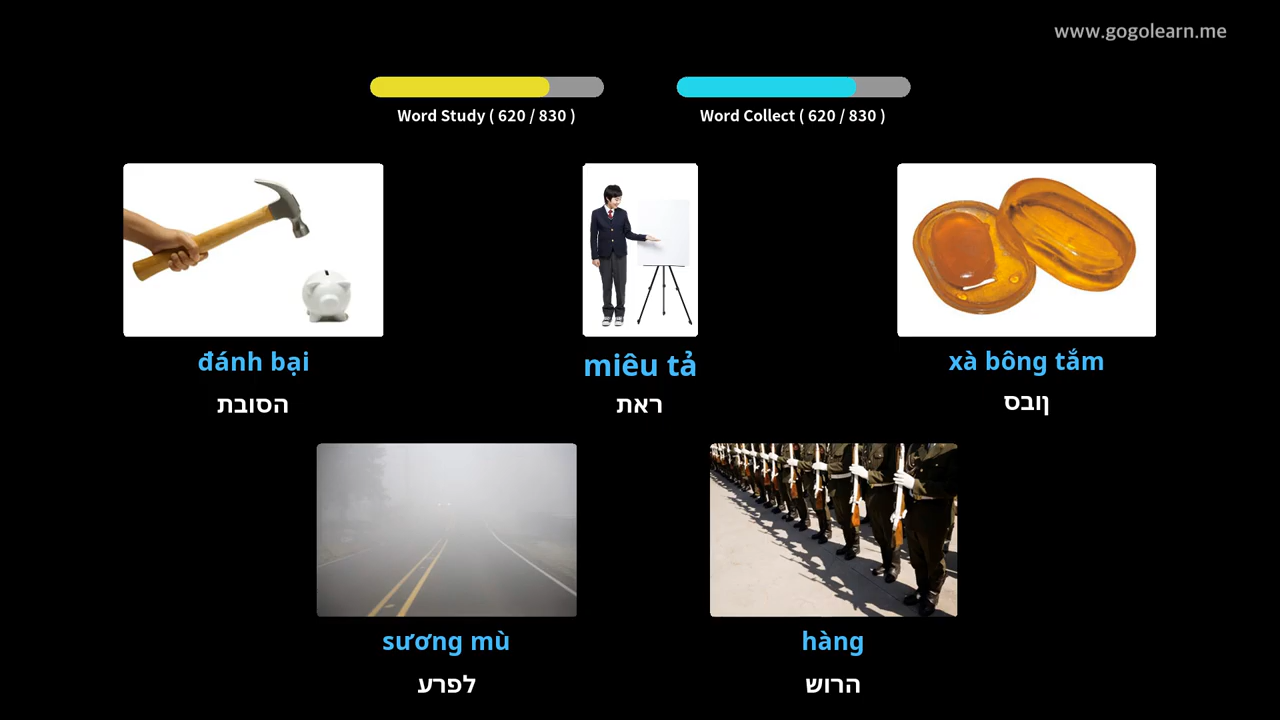 www.gogolearn.me
Word Study ( 620 / 830 )
Word Collect ( 620 / 830 )
đánh bại
הסובת
miêu tả
ראת
xà bông tắm
ןובס
sương mù
לפרע
hàng
הרוש